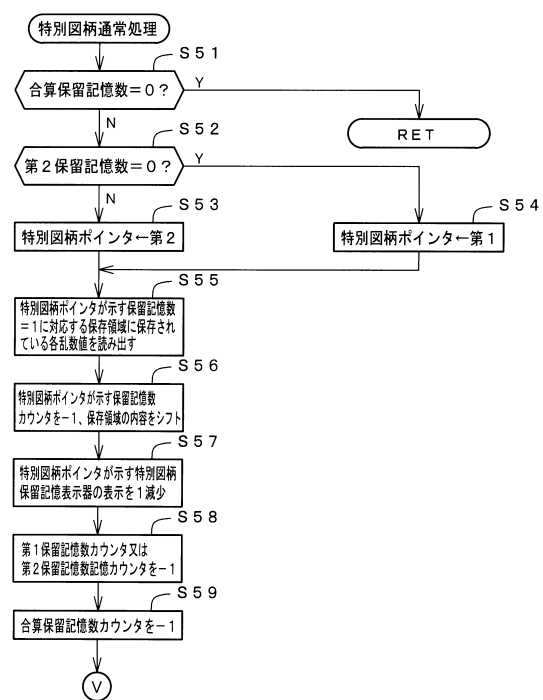 特別図柄通常処理
S51
合算保留記憶数=0?
Y
N
RET
S52
第2保留記憶数=0?
Y
N
S53
特別図柄ポインタ←第2
S54
特別図柄ポインタ←第1
S55
特別図柄ポインタが示す保留記憶数
=1に対応する保存領域に保存され
ている各乱数値を読み出す
S56
特別図柄ポインタが示す保留記憶数
カウンタを-1、保存領域の内容をシフト
S57
特別図柄ポインタが示す特別図柄
保留記憶表示器の表示を1減少
S58
第1保留記憶数カウンタ又は
第2保留記憶数記憶カウンタを-1
S59
合算保留記憶数カウンタを-1
V